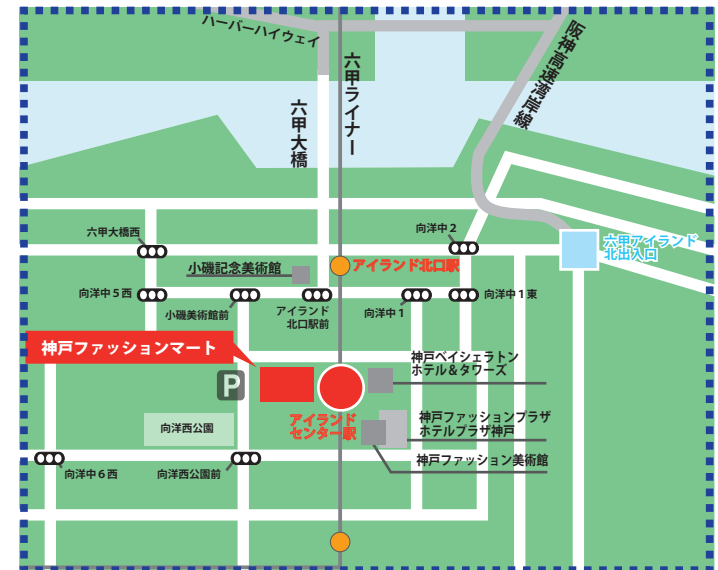 ハーバーハイウェイ
阪神高速湾岸線
六甲ライナー
六甲大橋
六甲大橋西
向洋中2
六甲アイランド
北出入口
小磯記念美術館
アイランド北口駅
向洋中5西
小磯美術館前
アイランド
北口駅前
向洋中1
向洋中1東
神戸ファッションマート
神戸ベイシェラトン
ホテル＆タワーズ
P
アイランド
センター駅
向洋西公園
神戸ファッションプラザ
ホテルプラザ神戸
神戸ファッション美術館
向洋中6西
向洋西公園前